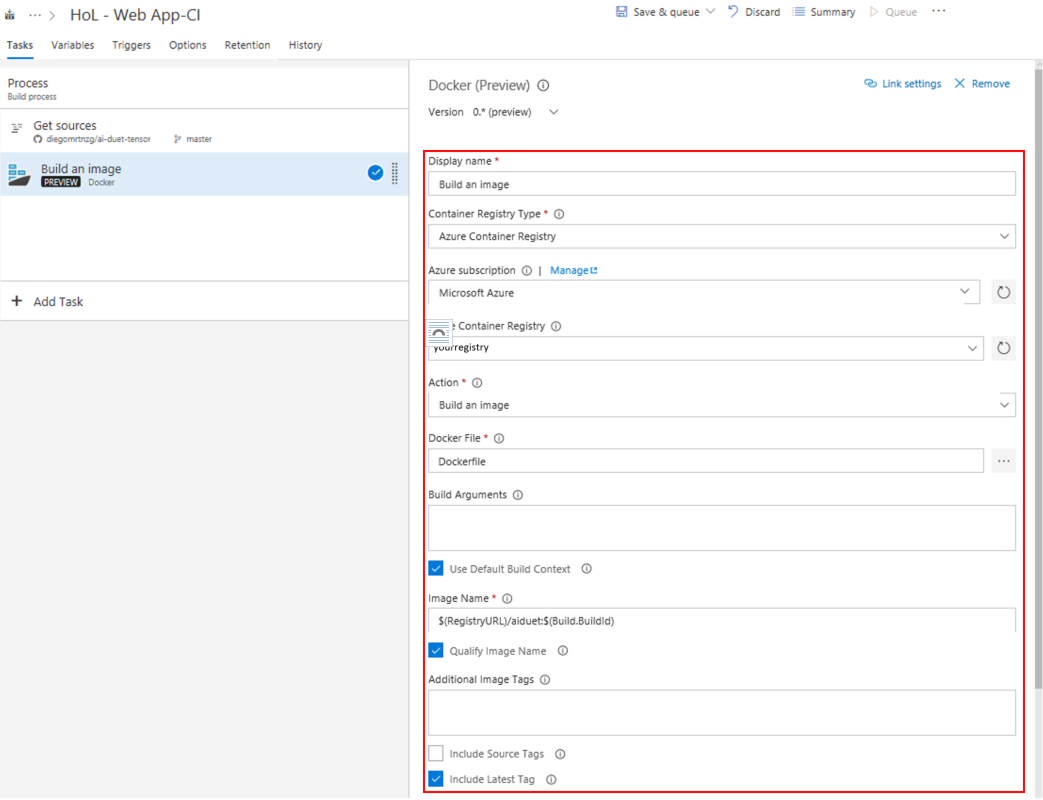 ··· > HoL - Web App-CI
Save & queue Discard Summary Queue ···
Tasks Variables Triggers Options Retention History
Process
Build process
Get sources
diegomrtnzg/ai-duet-tensor master
Build an image
PREVIEW Docker
+ Add Task
Docker (Preview)
Link settings Remove
Version 0.* (preview)
Display name *
Build an image
Container Registry Type *
Azure Container Registry
Azure subscription | Manage
Microsoft Azure
Container Registry
yourregistry
Action *
Build an image
Docker File *
Dockerfile
···
Build Arguments
Use Default Build Context
Image Name *
$(RegistryURL)/aiduet:$(Build.BuildId)
Qualify Image Name
Additional Image Tags
Include Source Tags
Include Latest Tag